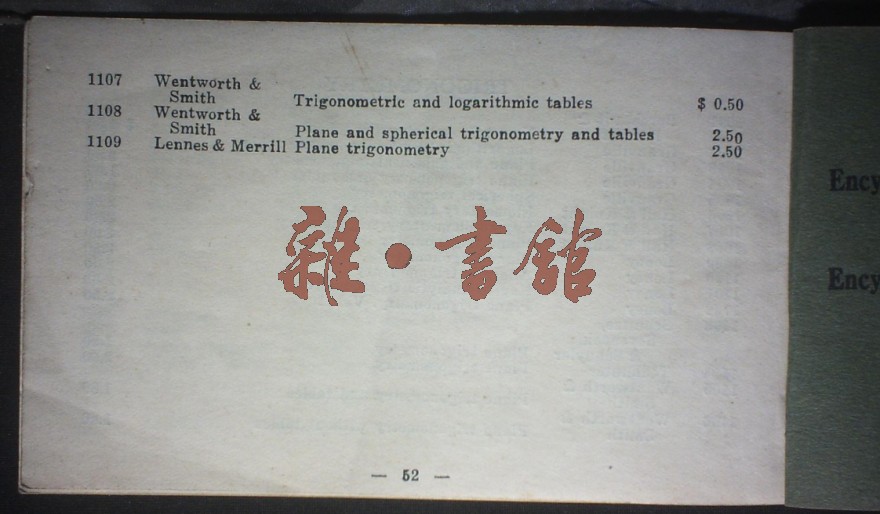 1107 Wentworth &
Smith Trigonometric and logarithmic tables $ 0.50
1108 Wentworth &
Smith Plane and spherical trigonometry and tables 2.50
1109 Lennes & Merrill Plane trigonometry 2.50
雜•書館
— 52 —
Ency
Ency